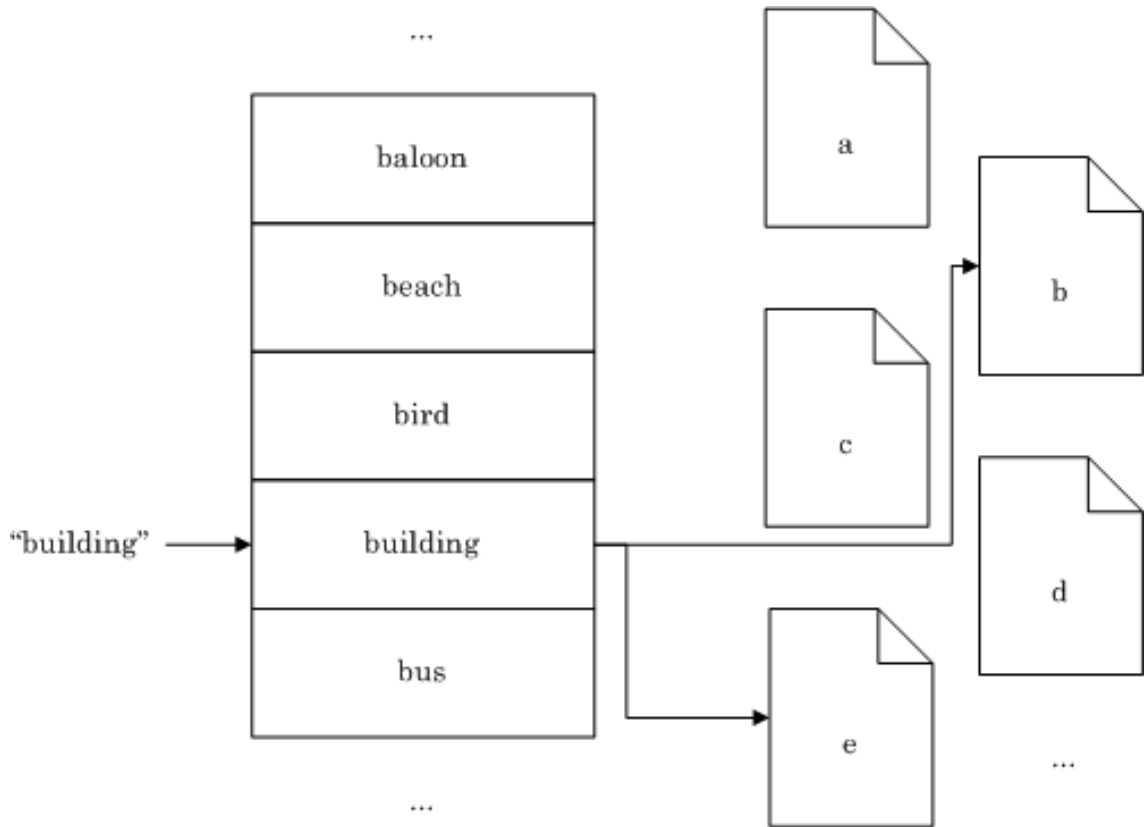 ...
baloon
beach
bird
“building”
building
bus
...
a
b
c
d
e
...